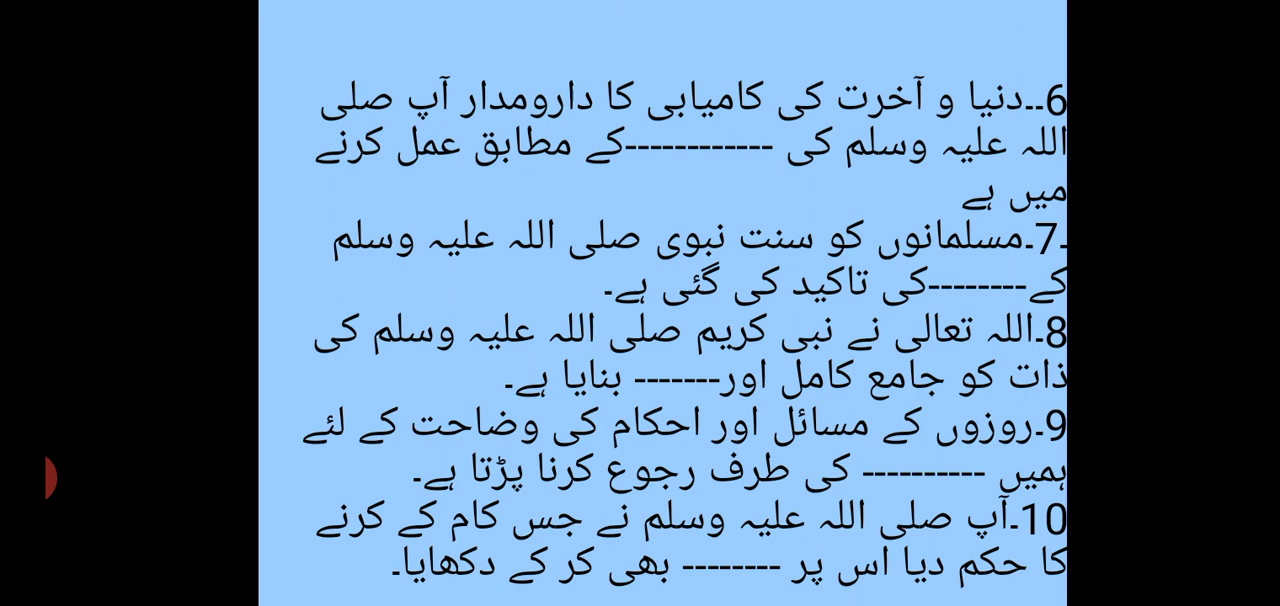 6۔۔دنیا و آخرت کی کامیابی کا دارومدار آپ صلی
اللہ علیہ وسلم کی ------------کے مطابق عمل کرنے
میں ہے
۔7۔مسلمانوں کو سنت نبوی صلی اللہ علیہ وسلم
کے--------کی تاکید کی گئی ہے۔
8۔اللہ تعالی نے نبی کریم صلی اللہ علیہ وسلم کی
ذات کو جامع کامل اور------- بنایا ہے۔
9۔روزوں کے مسائل اور احکام کی وضاحت کے لئے
ہمیں ---------- کی طرف رجوع کرنا پڑتا ہے۔
10۔آپ صلی اللہ علیہ وسلم نے جس کام کے کرنے
کا حکم دیا اس پر -------- بھی کر کے دکھایا۔